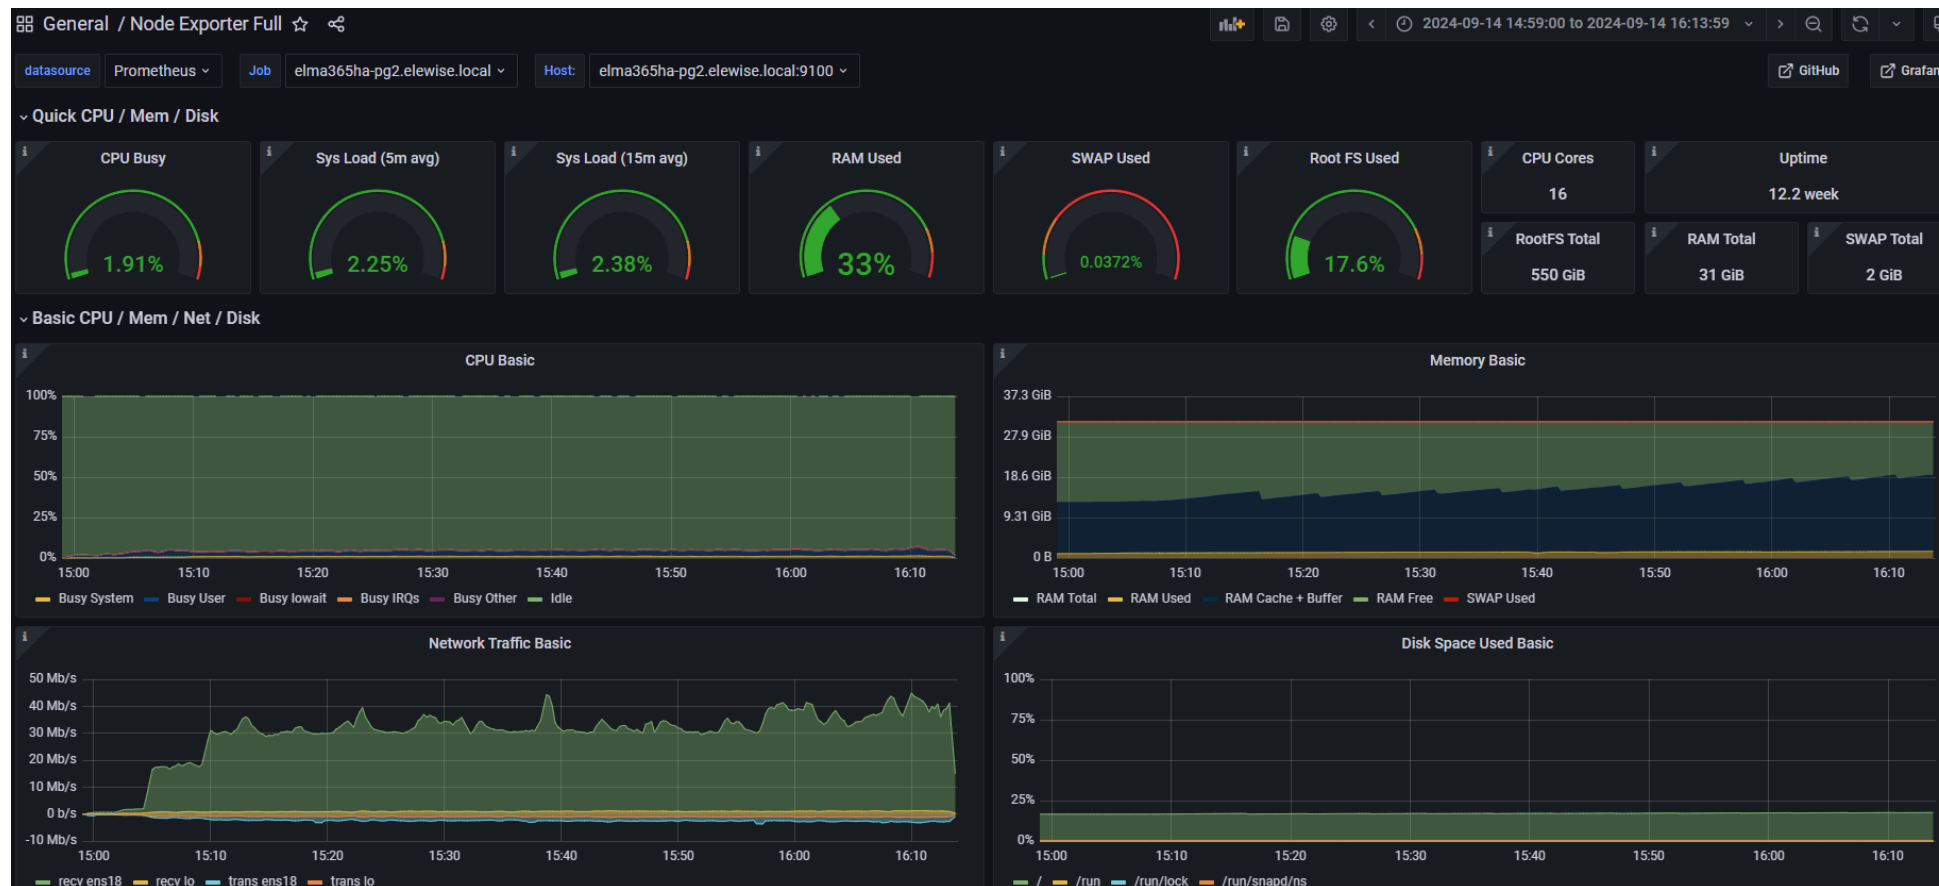 General / Node Exporter Full
2024-09-14 14:59:00 to 2024-09-14 16:13:59
datasource Prometheus Job elma365ha-pg2.elewise.local Host: elma365ha-pg2.elewise.local:9100 GitHub Grafan
Quick CPU / Mem / Disk
CPU Busy
1.91%
Sys Load (5m avg)
2.25%
Sys Load (15m avg)
2.38%
RAM Used
33%
SWAP Used
0.0372%
Root FS Used
17.6%
CPU Cores
16
Uptime
12.2 week
RootFS Total
550 GiB
RAM Total
31 GiB
SWAP Total
2 GiB
Basic CPU / Mem / Net / Disk
CPU Basic
100%
75%
50%
25%
0%
15:00 15:10 15:20 15:30 15:40 15:50 16:00 16:10
Busy System Busy User Busy Iowait Busy IRQs Busy Other Idle
Memory Basic
37.3 GiB
27.9 GiB
18.6 GiB
9.31 GiB
0 B
15:00 15:10 15:20 15:30 15:40 15:50 16:00 16:10
RAM Total RAM Used RAM Cache + Buffer RAM Free SWAP Used
Network Traffic Basic
50 Mb/s
40 Mb/s
30 Mb/s
20 Mb/s
10 Mb/s
0 b/s
-10 Mb/s
15:00 15:10 15:20 15:30 15:40 15:50 16:00 16:10
recv ens18 recv lo trans ens18 trans lo
Disk Space Used Basic
100%
75%
50%
25%
0%
15:00 15:10 15:20 15:30 15:40 15:50 16:00 16:10
/ /run /run/lock /run/snapd/ns